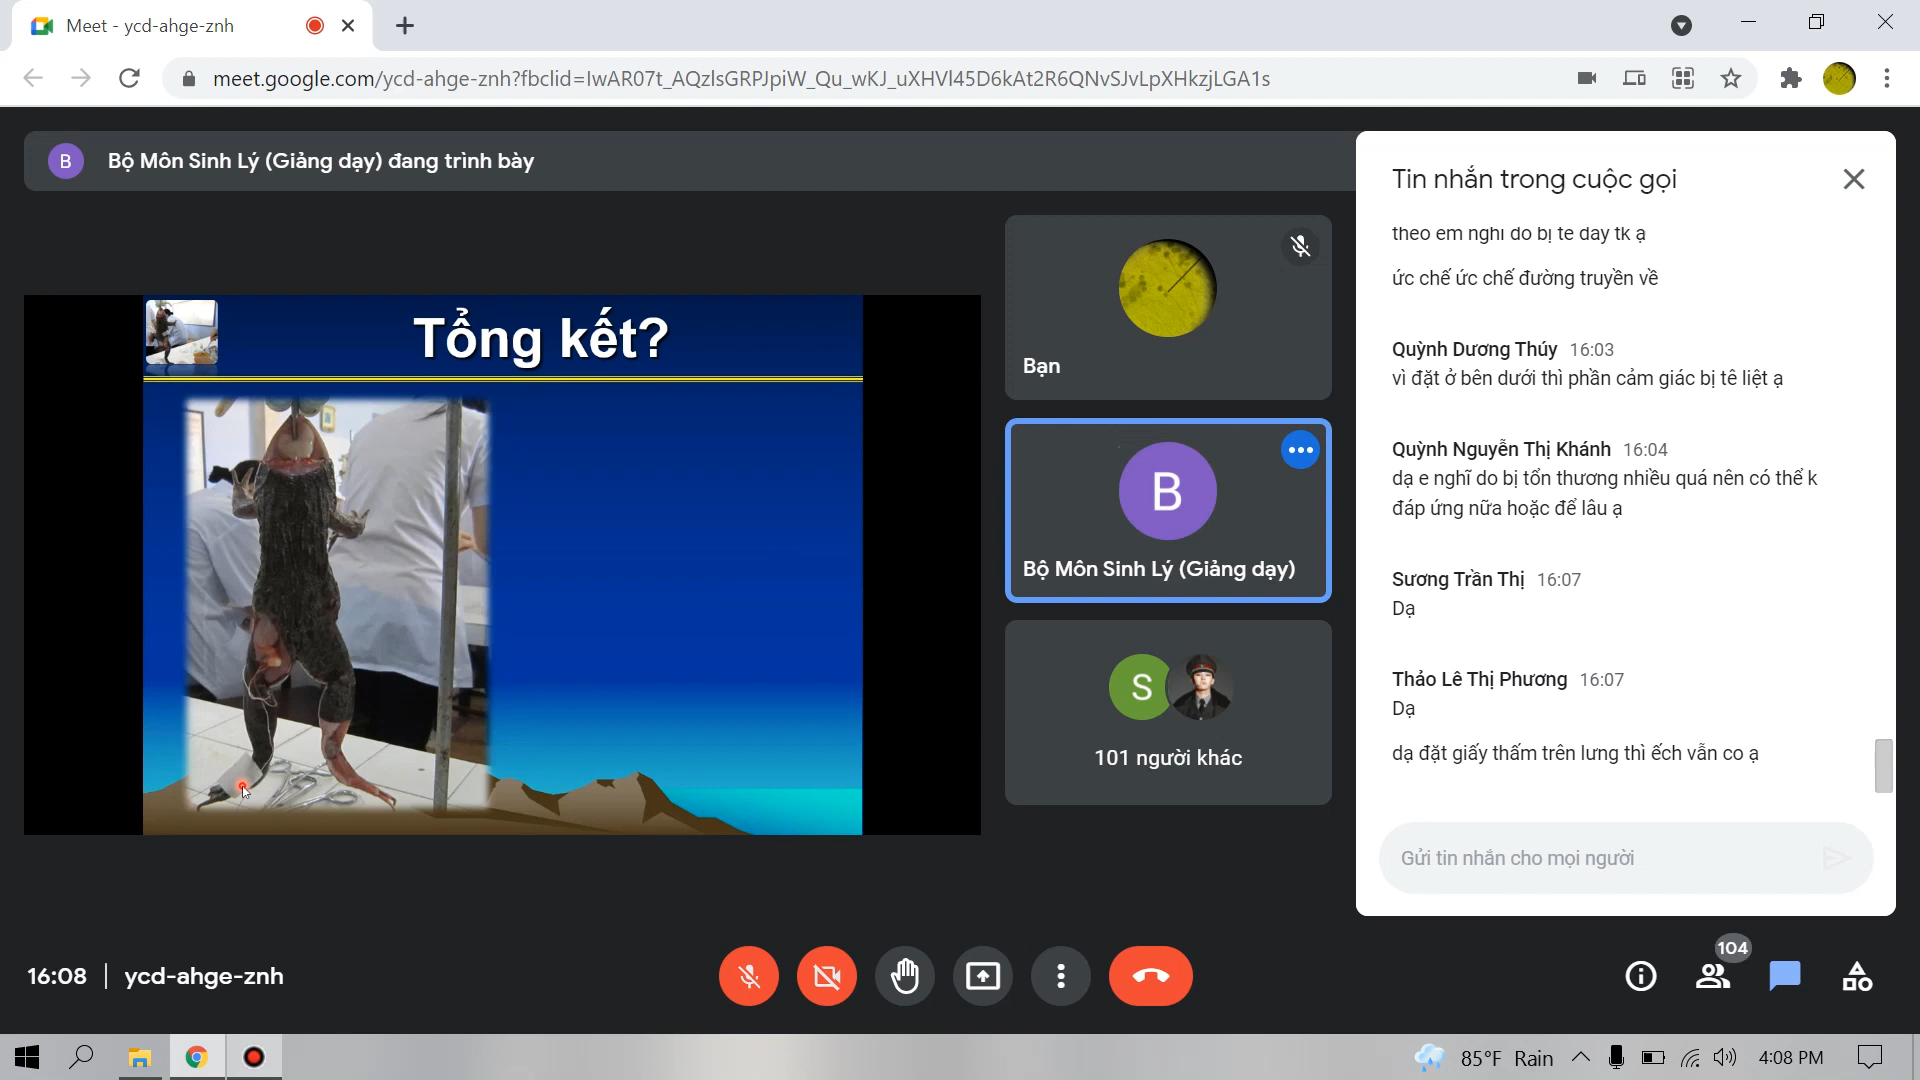 Meet - ycd-ahge-znh
meet.google.com/ycd-ahge-znh?fbclid=IwAR07t_AQzlsGRPJpiW_Qu_wKJ_uXHVl45D6kAt2R6QNvSJvLpXHkzjLGA1s
B
Bộ Môn Sinh Lý (Giảng dạy) đang trình bày
Tổng kết?
Bạn
B
Bộ Môn Sinh Lý (Giảng dạy)
S
101 người khác
Tin nhắn trong cuộc gọi
theo em nghi do bị te day tk ạ
ức chế ức chế đường truyền về
Quỳnh Dương Thúy 16:03
vì đặt ở bên dưới thì phần cảm giác bị tê liệt ạ
Quỳnh Nguyễn Thị Khánh 16:04
dạ e nghĩ do bị tổn thương nhiều quá nên có thể k
đáp ứng nữa hoặc để lâu ạ
Sương Trần Thị 16:07
Dạ
Thảo Lê Thị Phương 16:07
Dạ
dạ đặt giấy thấm trên lưng thì ếch vẫn co ạ
Gửi tin nhắn cho mọi người
16:08 | ycd-ahge-znh
104
85°F Rain
4:08 PM